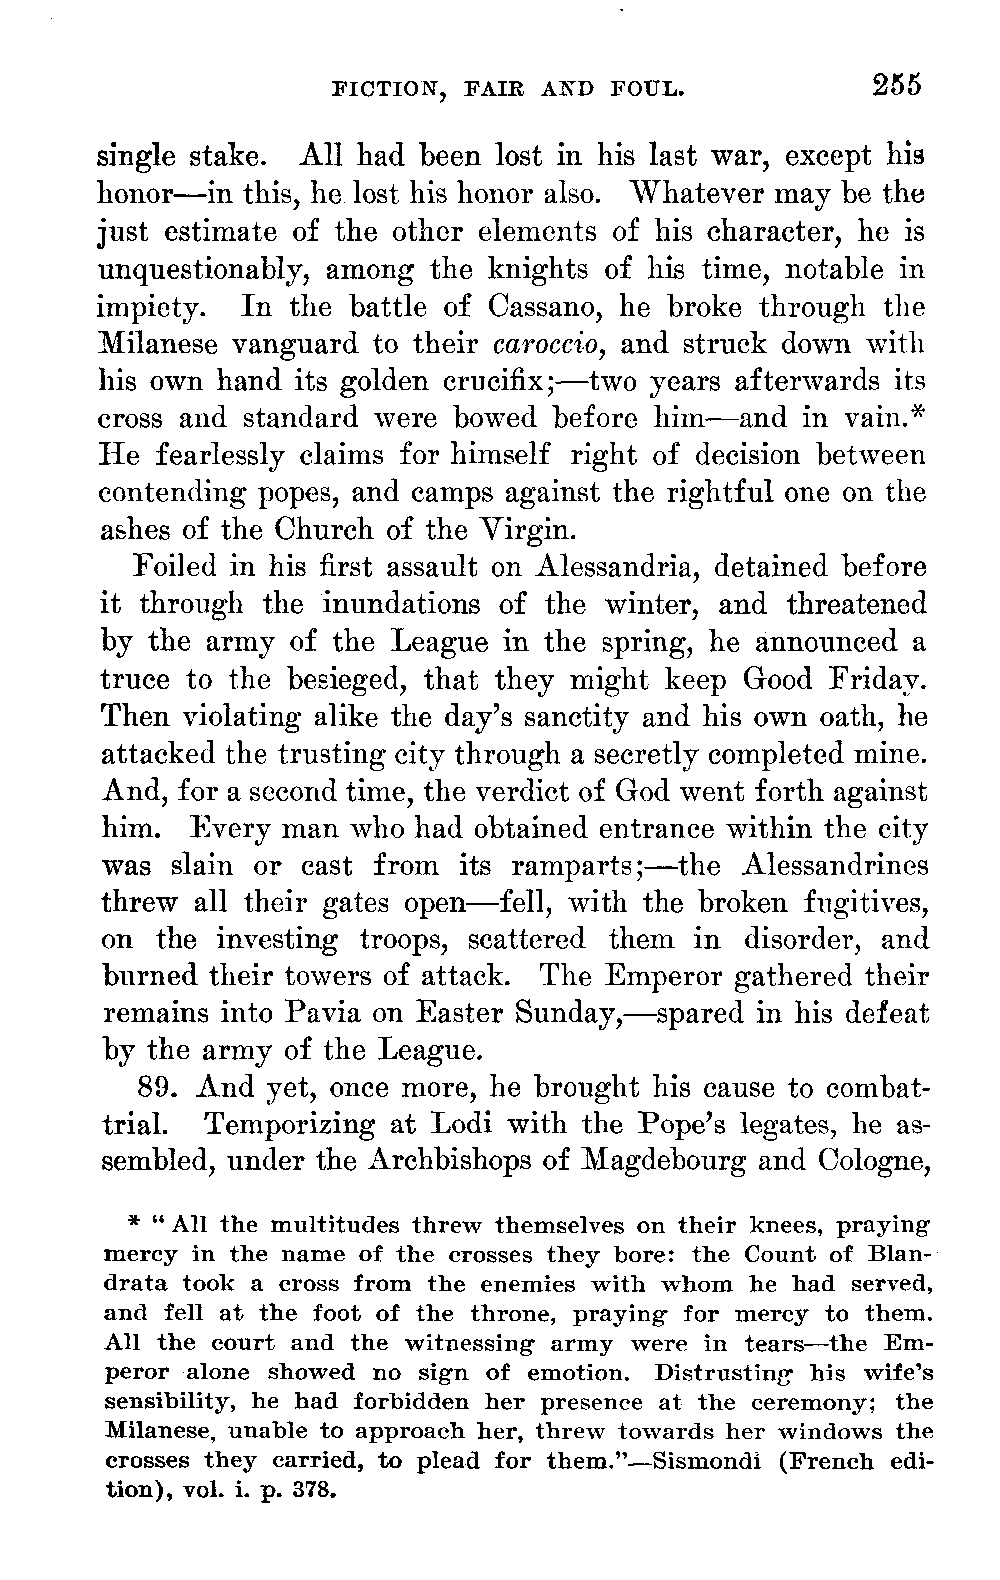 FICTION, FAIR AND FOUL. 255
single stake. All had been lost in his last war, except his
honor—in this, he lost his honor also. Whatever may be the
just estimate of the other elements of his character, he is
unquestionably, among the knights of his time, notable in
impiety. In the battle of Cassano, he broke through the
Milanese vanguard to their caroccio, and struck down with
his own hand its golden crucifix;—two years afterwards its
cross and standard were bowed before him—and in vain.*
He fearlessly claims for himself right of decision between
contending popes, and camps against the rightful one on the
ashes of the Church of the Virgin.
Foiled in his first assault on Alessandria, detained before
it through the inundations of the winter, and threatened
by the army of the League in the spring, he announced a
truce to the besieged, that they might keep Good Friday.
Then violating alike the day's sanctity and his own oath, he
attacked the trusting city through a secretly completed mine.
And, for a second time, the verdict of God went forth against
him. Every man who had obtained entrance within the city
was slain or cast from its ramparts;—the Alessandrines
threw all their gates open—fell, with the broken fugitives,
on the investing troops, scattered them in disorder, and
burned their towers of attack. The Emperor gathered their
remains into Pavia on Easter Sunday,—spared in his defeat
by the army of the League.
89. And yet, once more, he brought his cause to combat-
trial. Temporizing at Lodi with the Pope's legates, he as-
sembled, under the Archbishops of Magdebourg and Cologne,
* "All the multitudes threw themselves on their knees, praying
mercy in the name of the crosses they bore: the Count of Blan-
drata took a cross from the enemies with whom he had served,
and fell at the foot of the throne, praying for mercy to them.
All the court and the witnessing army were in tears—the Em-
peror alone showed no sign of emotion. Distrusting his wife's
sensibility, he had forbidden her presence at the ceremony; the
Milanese, unable to approach her, threw towards her windows the
crosses they carried, to plead for them."—Sismondi (French edi-
tion), vol. i. p. 378.